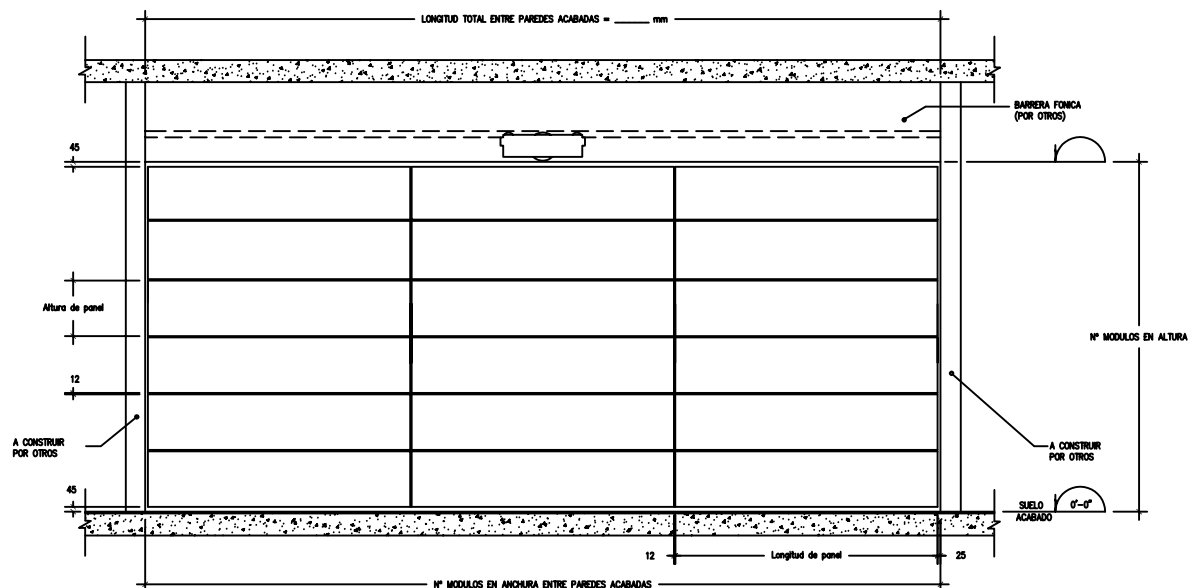 LONGITUD TOTAL ENTRE PAREDES ACABADAS = _____ mm
BARRERA FONICA
(POR OTROS)
45
Altura de panel
Nº MODULOS EN ALTURA
12
A CONSTRUIR
POR OTROS
A CONSTRUIR
POR OTROS
45
SUELO
ACABADO
0'-0"
12
Longitud de panel
25
Nº MODULOS EN ANCHURA ENTRE PAREDES ACABADAS